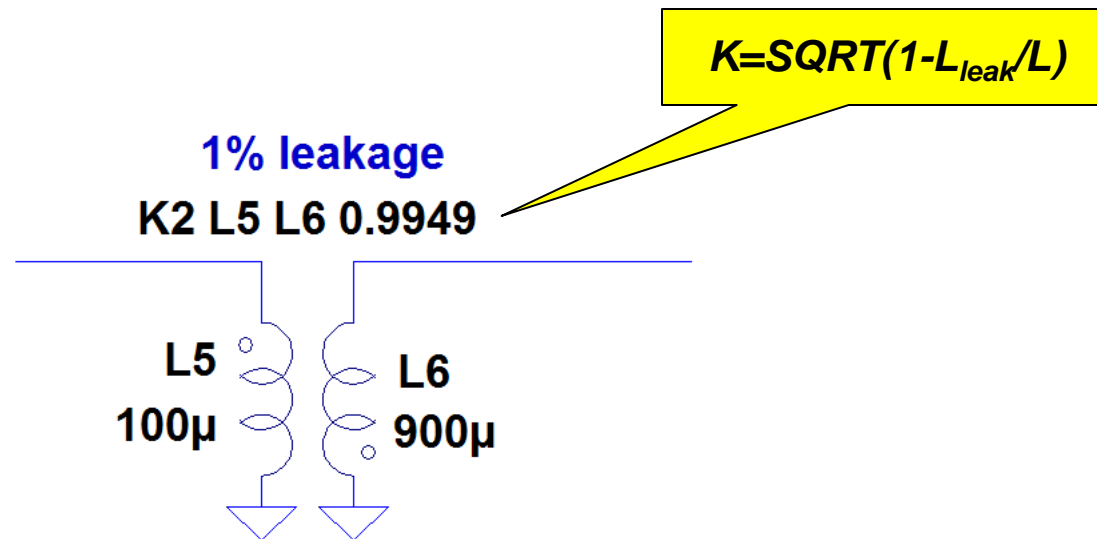 K=SQRT(1-Lleak/L)
1% leakage
K2 L5 L6 0.9949
L5
100µ
L6
900µ